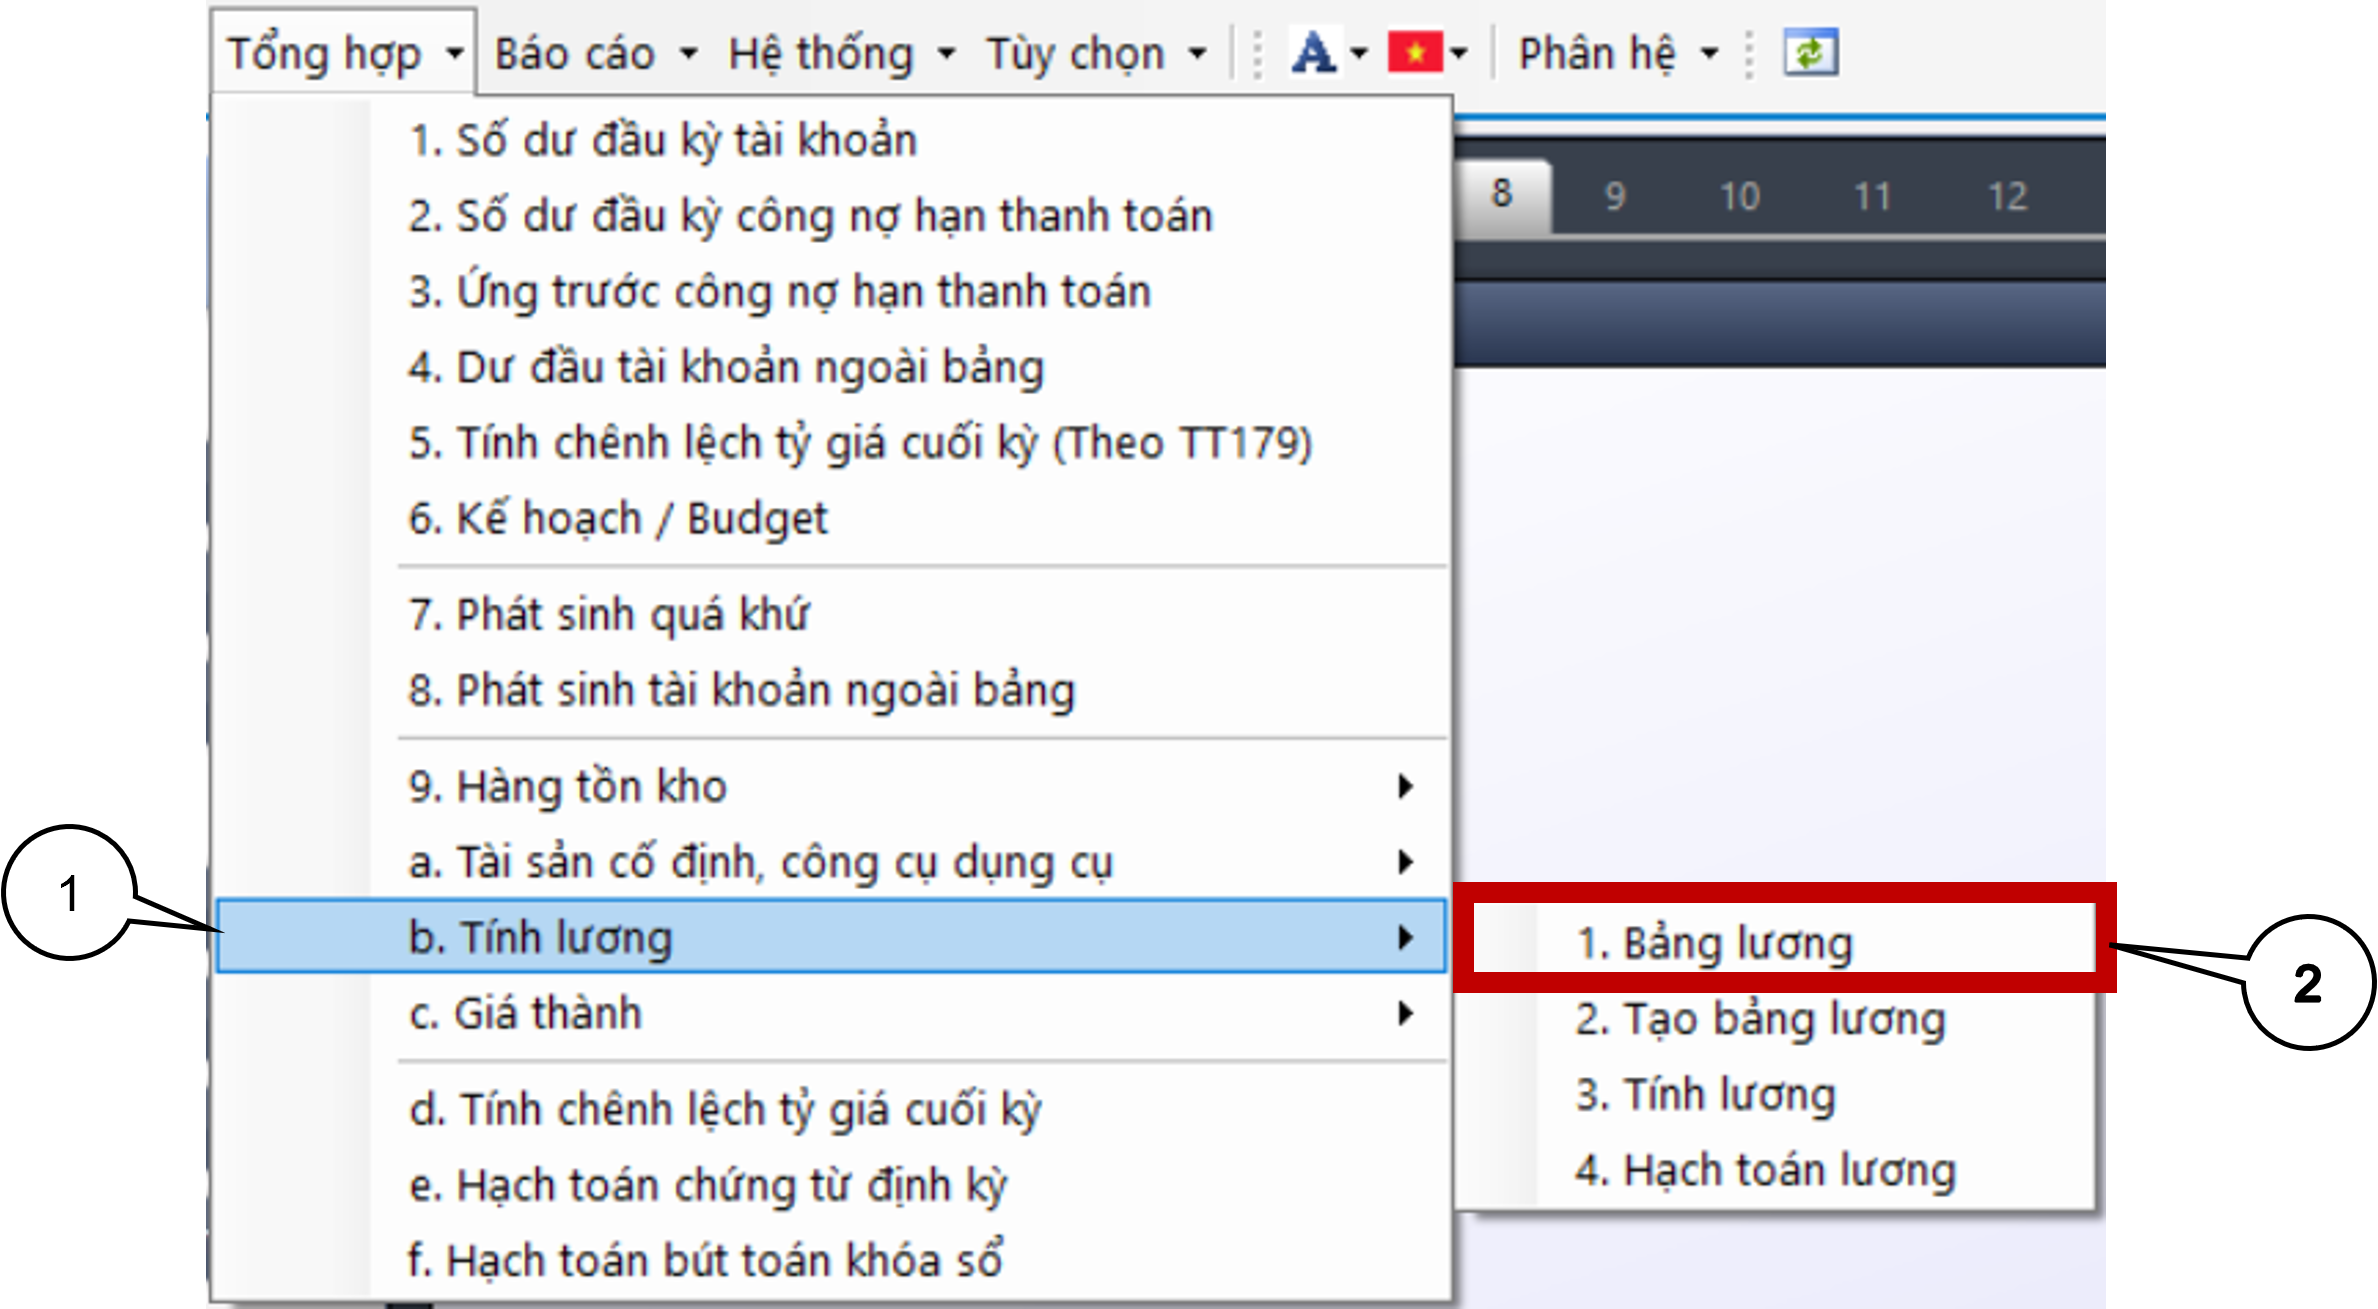 Tổng hợp Báo cáo Hệ thống Tùy chọn A Phân hệ
8 9 10 11 12
1. Số dư đầu kỳ tài khoản
2. Số dư đầu kỳ công nợ hạn thanh toán
3. Ứng trước công nợ hạn thanh toán
4. Dư đầu tài khoản ngoài bảng
5. Tính chênh lệch tỷ giá cuối kỳ (Theo TT179)
6. Kế hoạch / Budget
7. Phát sinh quá khứ
8. Phát sinh tài khoản ngoài bảng
9. Hàng tồn kho
a. Tài sản cố định, công cụ dụng cụ
1
b. Tính lương
c. Giá thành
d. Tính chênh lệch tỷ giá cuối kỳ
e. Hạch toán chứng từ định kỳ
f. Hạch toán bút toán khóa sổ
1. Bảng lương
2
2. Tạo bảng lương
3. Tính lương
4. Hạch toán lương